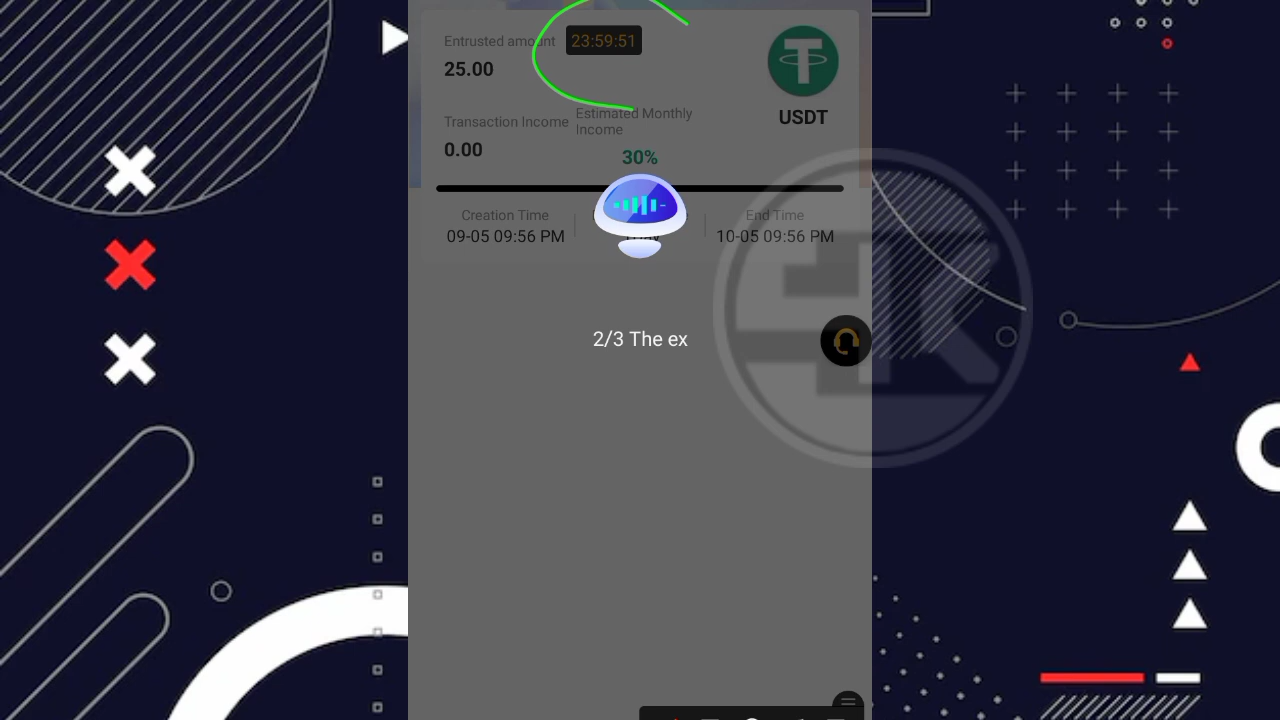 Entrusted amount 23:59:51
25.00
USDT
Transaction Income Estimated Monthly Income
0.00
30%
Creation Time
End Time
09-05 09:56 PM
10-05 09:56 PM
2/3 The ex